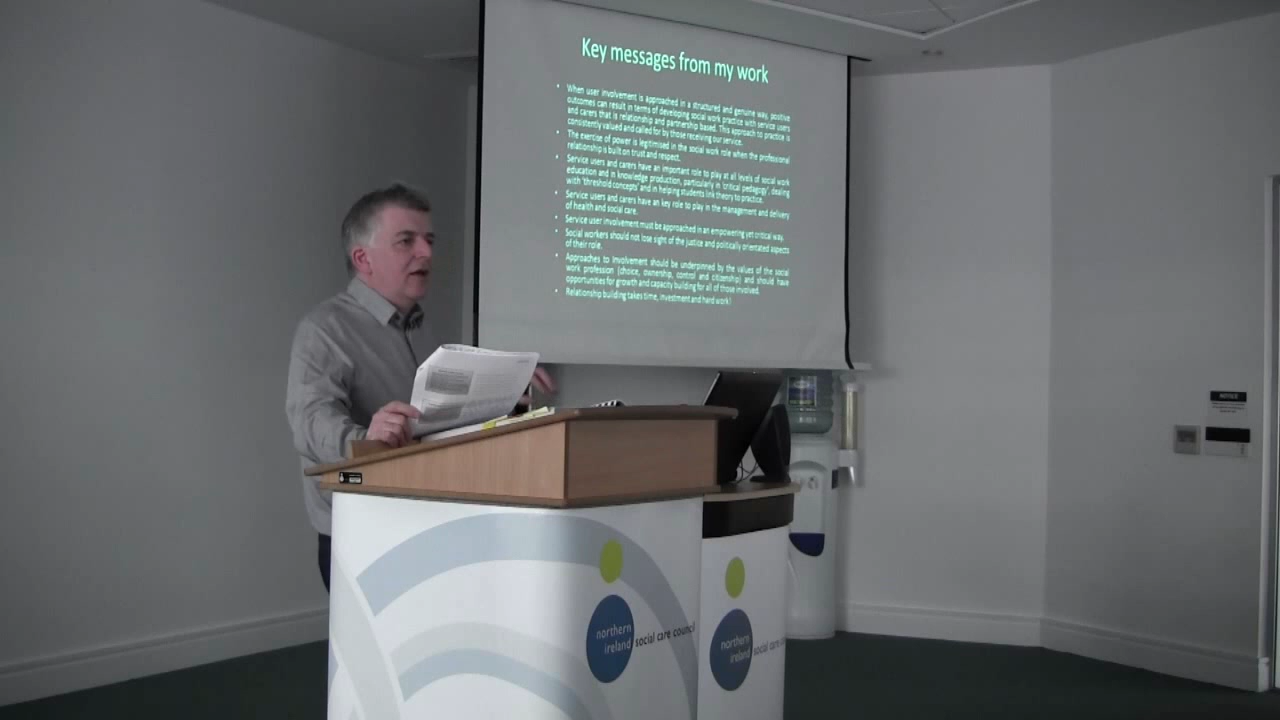 Key messages from my work
• When user involvement is approached in a structured and genuine way, positive
outcomes can result in terms of developing social work practice with service users
and carers that is relationship and partnership based. This approach to practice is
consistently valued and called for by those receiving our service.
• The exercise of power is legitimised in the social work role when the professional
relationship is built on trust and respect.
• Service users and carers have an important role to play at all levels of social work
education and in knowledge production, particularly in 'critical pedagogy', dealing
with 'threshold concepts' and in helping students link theory to practice.
• Service users and carers have an key role to play in the management and delivery
of health and social care.
• Service user involvement must be approached in an empowering yet critical way.
• Social workers should not lose sight of the justice and politically orientated aspects
of their role.
• Approaches to Involvement should be underpinned by the values of the social
work profession (choice, ownership, control and citizenship) and should have
opportunities for growth and capacity building for all of those involved.
• Relationship building takes time, investment and hard work!
NOTICE
northern
ireland social care council
northern
ireland social care